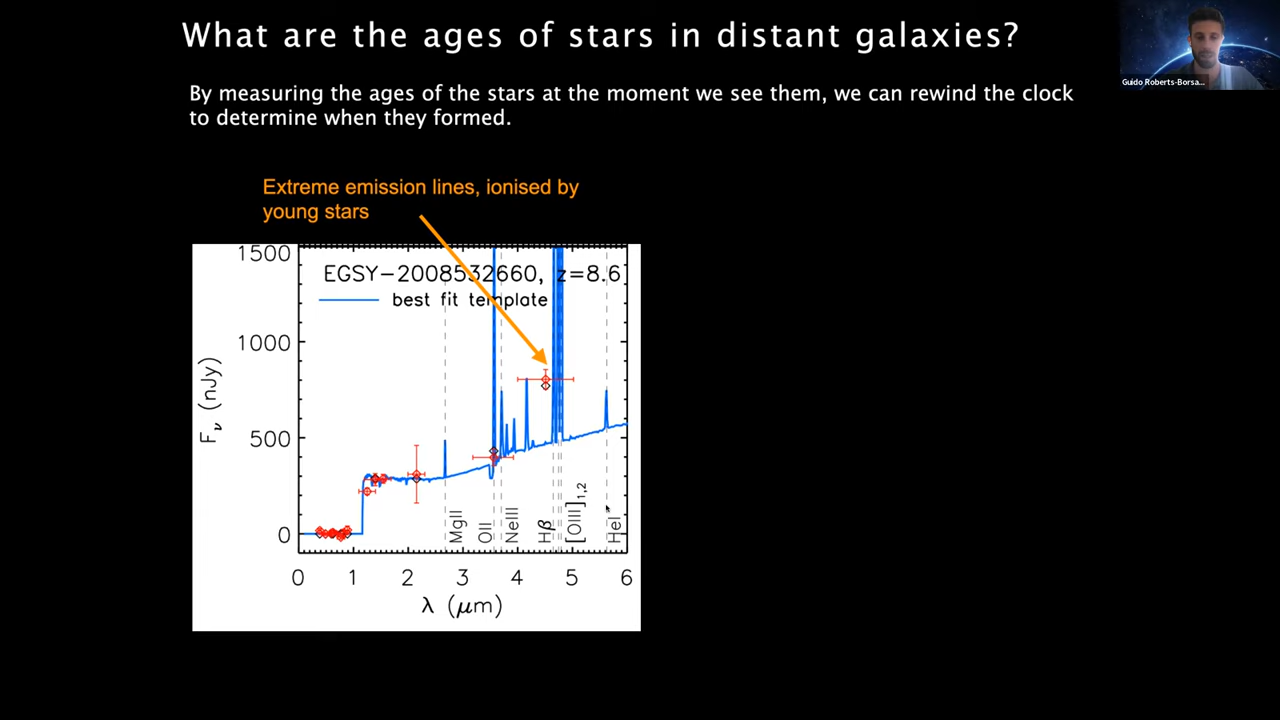 What are the ages of stars in distant galaxies?
Guido Roberts-Borsa...
By measuring the ages of the stars at the moment we see them, we can rewind the clock
to determine when they formed.
Extreme emission lines, ionised by
young stars
EGSY-2008532660, z=8.6
best fit template
1500
1000
500
0
Fν (nJy)
MgII
OII
NeIII
Hβ
[OIII]1,2
HeI
0 1 2 3 4 5 6
λ (μm)